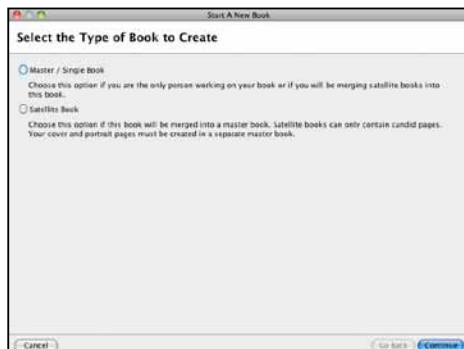 Start A New Book
Select the Type of Book to Create
Master / Single Book
Choose this option if you are the only person working on your book or if you will be merging satellite books into
this book.
Satellite Book
Choose this option if this book will be merged into a master book. Satellite books can only contain candid pages.
Your cover and portrait pages must be created in a separate master book.
Cancel
Go Back
Continue